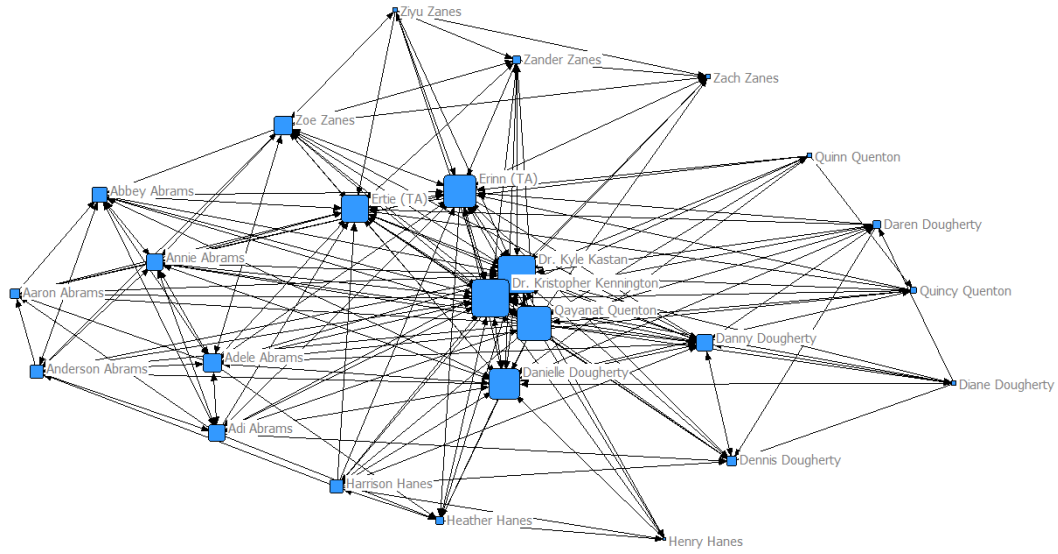 Ziyu Zanes
Zander Zanes
Zach Zanes
Zoe Zanes
Quinn Quenton
Erinn (TA)
Abbey Abrams
Ertie (TA)
Daren Dougherty
Annie Abrams
Dr. Kyle Kastan
Dr. Kristopher Kennington
Aaron Abrams
Quincy Quenton
Qayanat Quenton
Danny Dougherty
Adele Abrams
Anderson Abrams
Danielle Dougherty
Diane Dougherty
Adi Abrams
Dennis Dougherty
Harrison Hanes
Heather Hanes
Henry Hanes